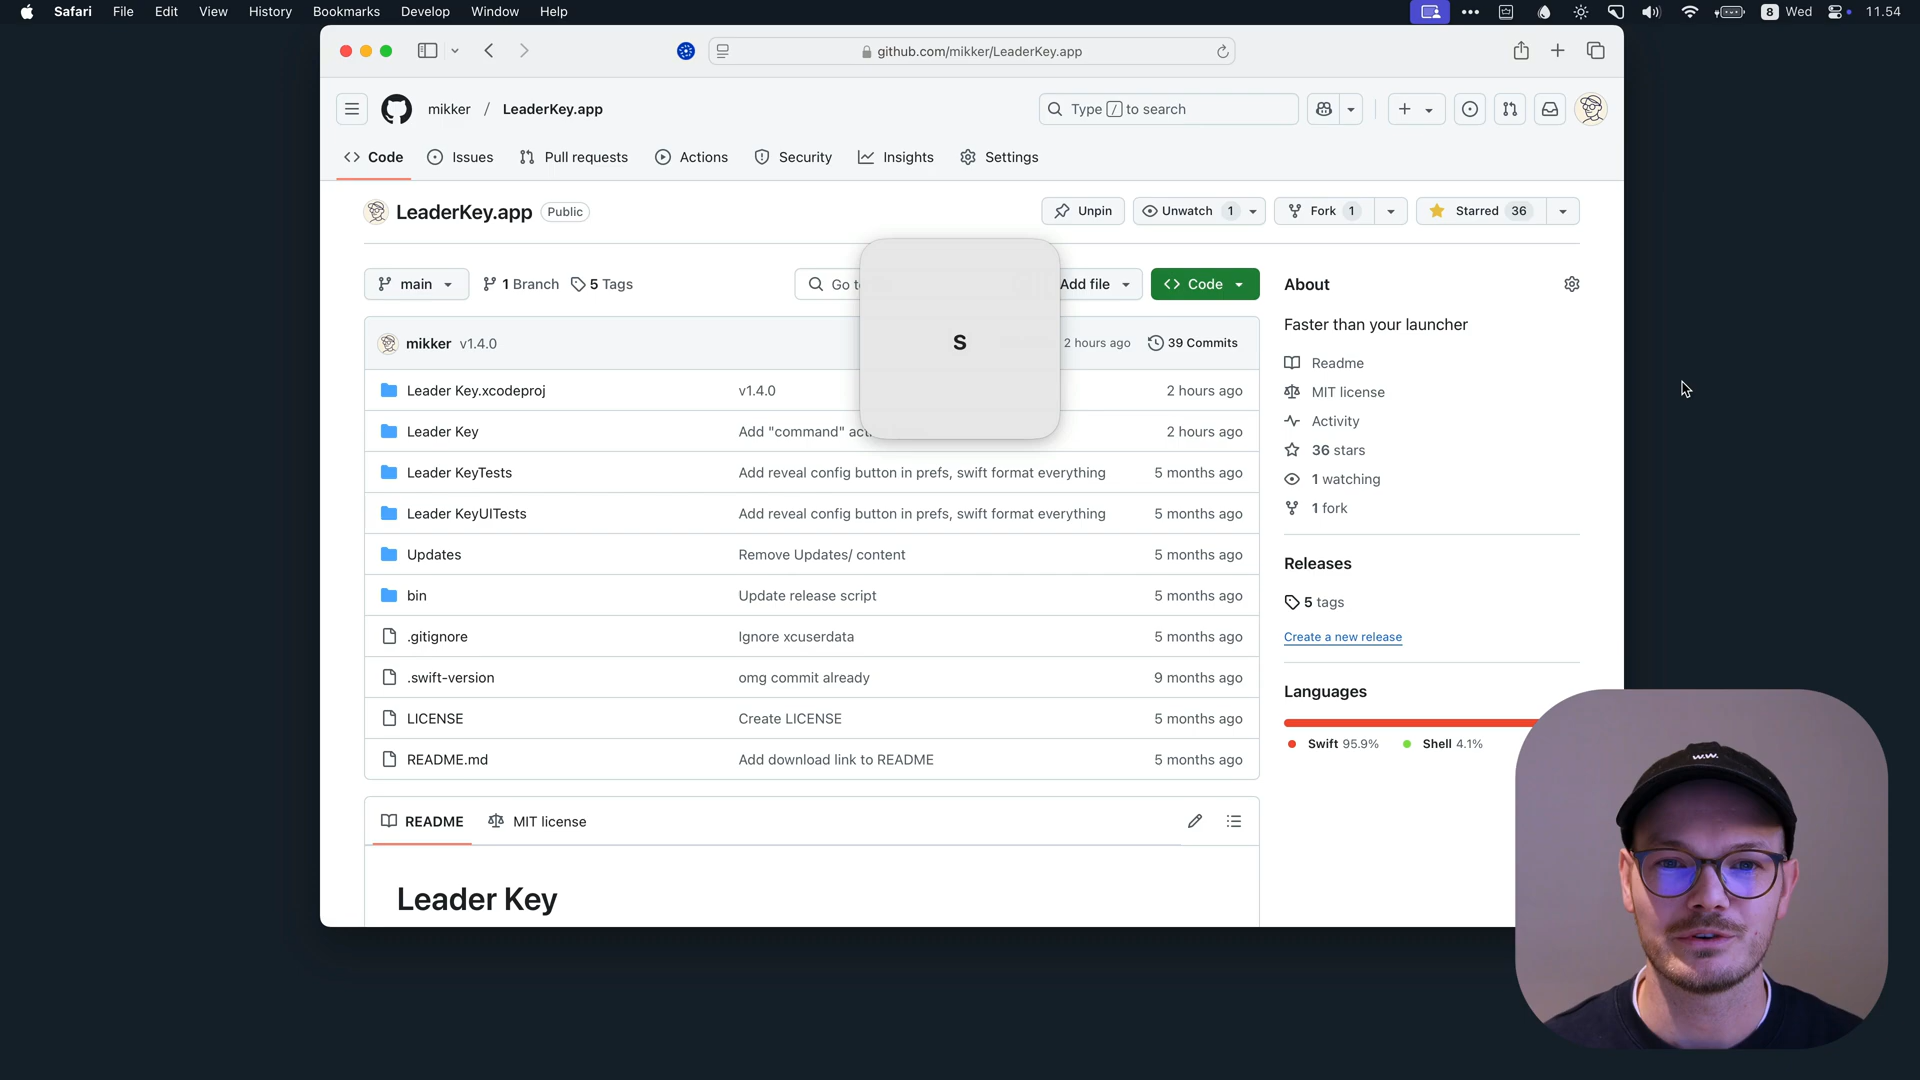 Safari File Edit View History Bookmarks Develop Window Help 8 Wed 11.54
github.com/mikker/LeaderKey.app
mikker / LeaderKey.app Type / to search
Code Issues Pull requests Actions Security Insights Settings
LeaderKey.app Public Unpin Unwatch 1 Fork 1 Starred 36
main 1 Branch 5 Tags Go t Add file Code
S
mikker v1.4.0 2 hours ago 39 Commits
Leader Key.xcodeproj v1.4.0 2 hours ago
Leader Key Add "command" act 2 hours ago
Leader KeyTests Add reveal config button in prefs, swift format everything 5 months ago
Leader KeyUITests Add reveal config button in prefs, swift format everything 5 months ago
Updates Remove Updates/ content 5 months ago
bin Update release script 5 months ago
.gitignore Ignore xcuserdata 5 months ago
.swift-version omg commit already 9 months ago
LICENSE Create LICENSE 5 months ago
README.md Add download link to README 5 months ago
README MIT license
Leader Key
About
Faster than your launcher
Readme
MIT license
Activity
36 stars
1 watching
1 fork
Releases
5 tags
Create a new release
Languages
Swift 95.9% Shell 4.1%
w.w.